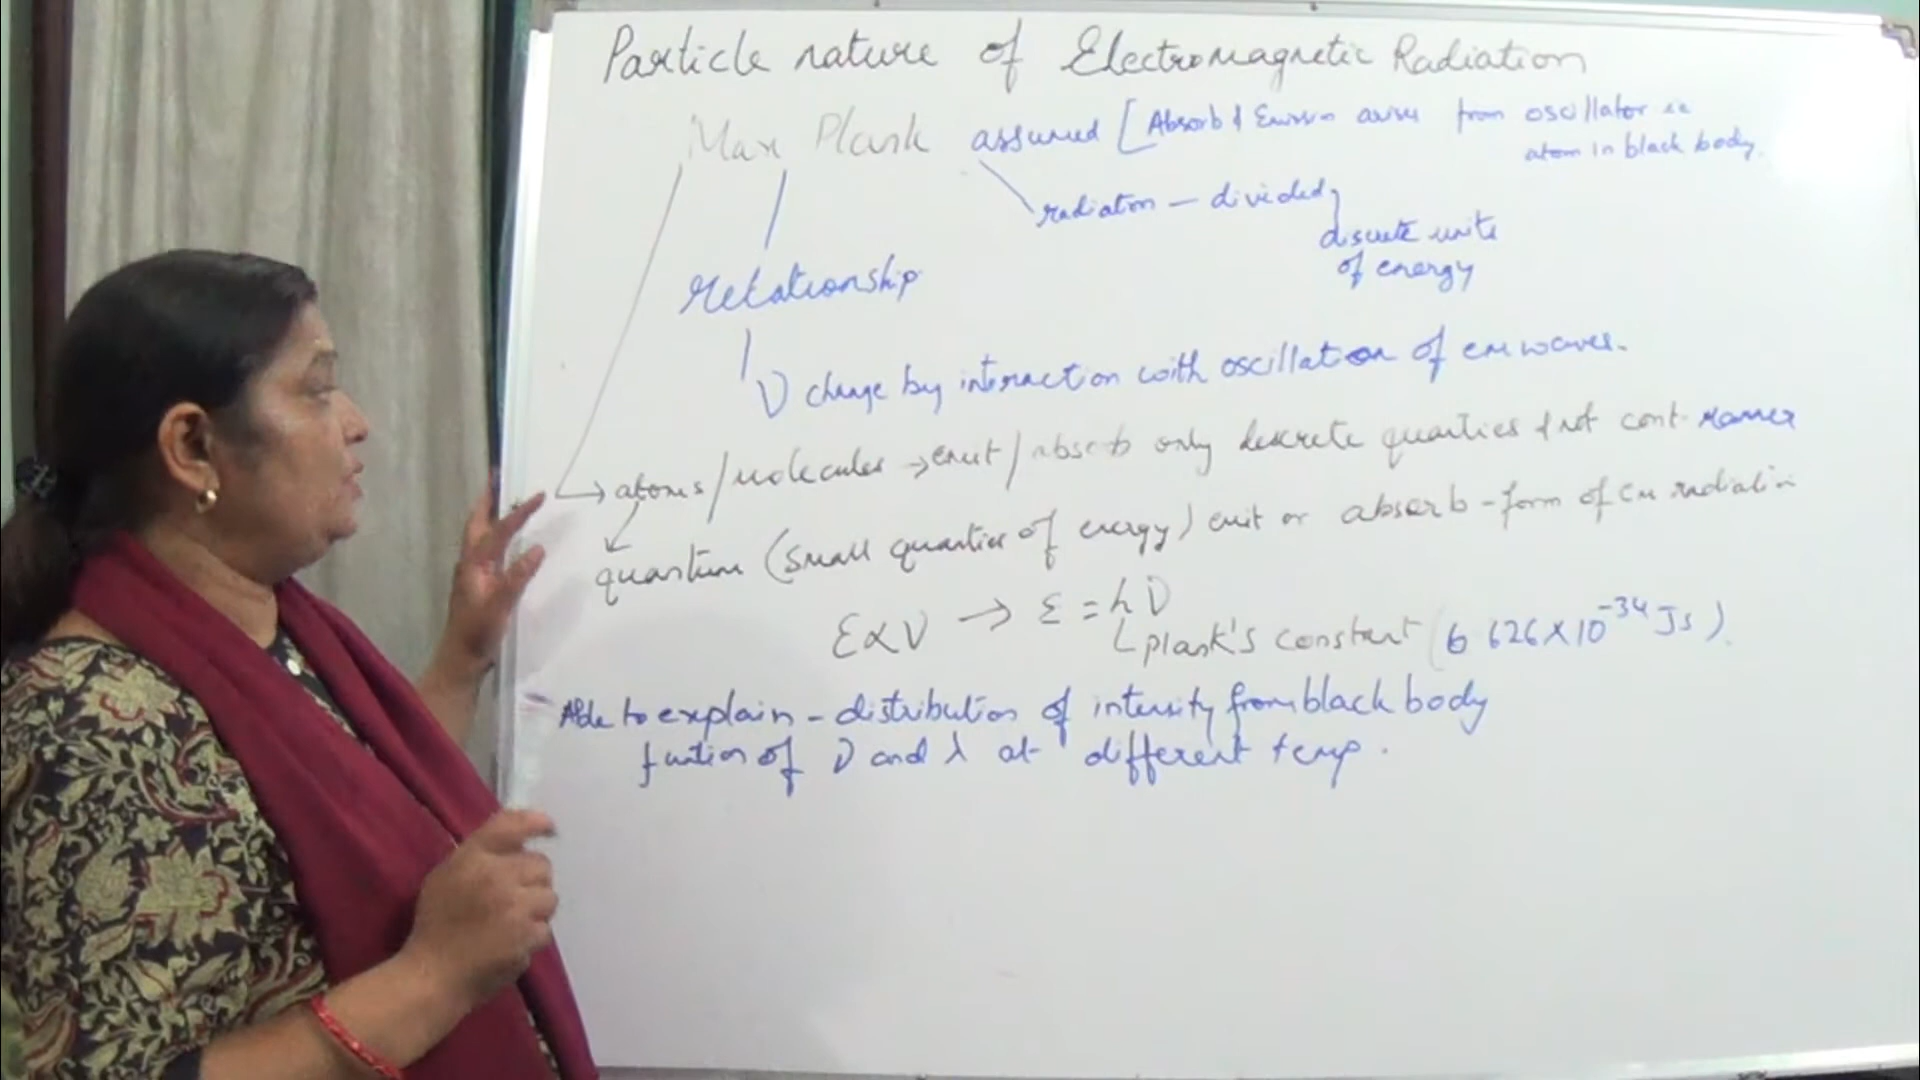 Particle nature of Electromagnetic Radiation
Max Plank assumed [Absorb & Emission arises from oscillator ie
atom in black body.
radiation — divided
discrete units
of energy
relationship
ν change by interaction with oscillation of em waves.
→ atoms/molecules → emit/absorb only discrete quantities & not cont. manner
quantum (small quantities of energy) emit or absorb - form of em radiation
E∝ν → E = hν
Plank's constant (6.626×10⁻³⁴ Js)
Able to explain - distribution of intensity from black body
of ν and λ at different temp.